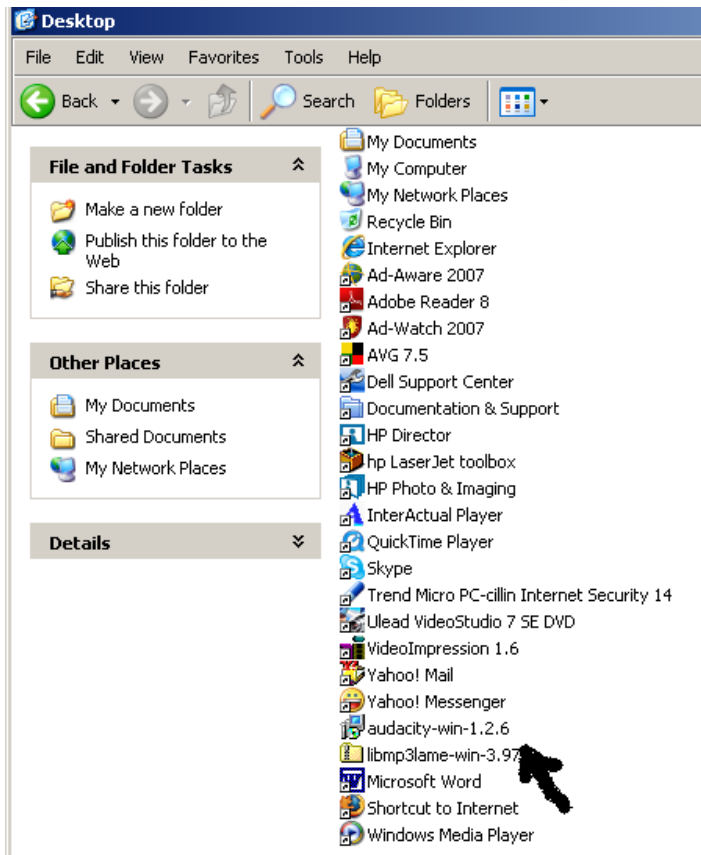 Desktop
File Edit View Favorites Tools Help
Back Search Folders
File and Folder Tasks
Make a new folder
Publish this folder to the
Web
Share this folder
Other Places
My Documents
Shared Documents
My Network Places
Details
My Documents
My Computer
My Network Places
Recycle Bin
Internet Explorer
Ad-Aware 2007
Adobe Reader 8
Ad-Watch 2007
AVG 7.5
Dell Support Center
Documentation & Support
HP Director
hp LaserJet toolbox
HP Photo & Imaging
InterActual Player
QuickTime Player
Skype
Trend Micro PC-cillin Internet Security 14
Ulead VideoStudio 7 SE DVD
VideoImpression 1.6
Yahoo! Mail
Yahoo! Messenger
audacity-win-1.2.6
libmp3lame-win-3.97
Microsoft Word
Shortcut to Internet
Windows Media Player